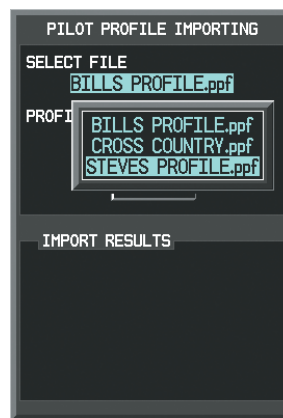 PILOT PROFILE IMPORTING
SELECT FILE
BILLS PROFILE.ppf
PROFI
BILLS PROFILE.ppf
CROSS COUNTRY.ppf
STEVES PROFILE.ppf
IMPORT RESULTS